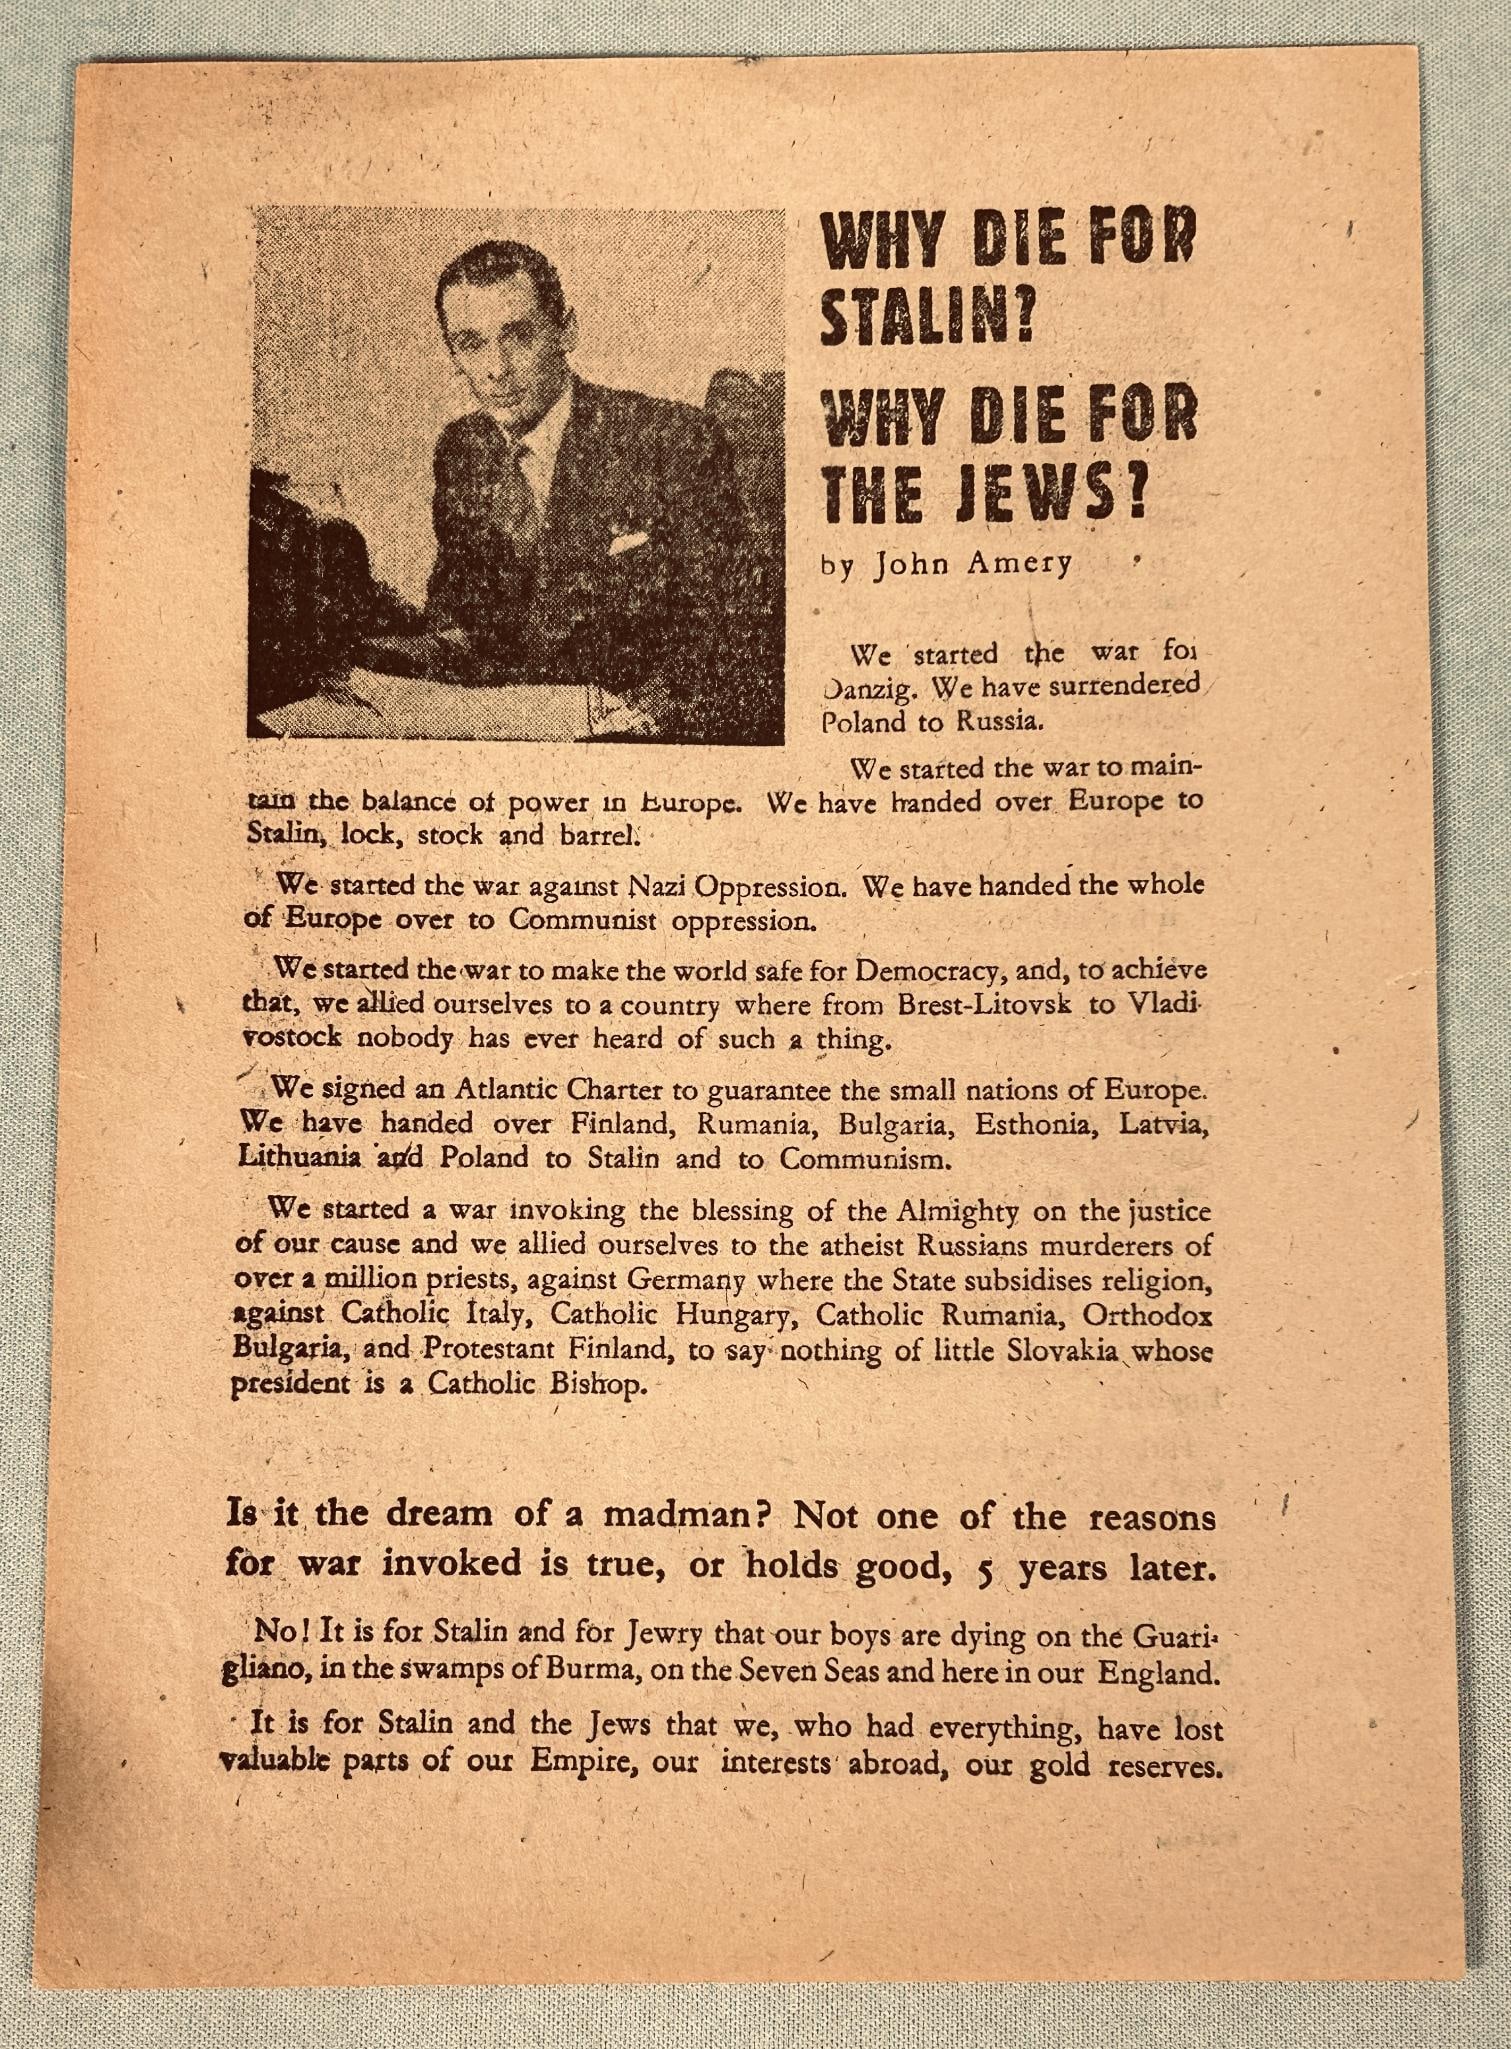 WHY DIE FOR
STALIN?
WHY DIE FOR
THE JEWS?
by John Amery
We started the war for
Danzig. We have surrendered
Poland to Russia.
We started the war to main-
tain the balance of power in Europe. We have handed over Europe to
Stalin, lock, stock and barrel.
We started the war against Nazi Oppression. We have handed the whole
of Europe over to Communist oppression.
We started the war to make the world safe for Democracy, and, to achieve
that, we allied ourselves to a country where from Brest-Litovsk to Vladi-
vostock nobody has ever heard of such a thing.
We signed an Atlantic Charter to guarantee the small nations of Europe.
We have handed over Finland, Rumania, Bulgaria, Esthonia, Latvia,
Lithuania and Poland to Stalin and to Communism.
We started a war invoking the blessing of the Almighty on the justice
of our cause and we allied ourselves to the atheist Russians murderers of
over a million priests, against Germany where the State subsidises religion,
against Catholic Italy, Catholic Hungary, Catholic Rumania, Orthodox
Bulgaria, and Protestant Finland, to say nothing of little Slovakia whose
president is a Catholic Bishop.
Is it the dream of a madman? Not one of the reasons
for war invoked is true, or holds good, 5 years later.
No! It is for Stalin and for Jewry that our boys are dying on the Guari-
gliano, in the swamps of Burma, on the Seven Seas and here in our England.
It is for Stalin and the Jews that we, who had everything, have lost
valuable parts of our Empire, our interests abroad, our gold reserves.